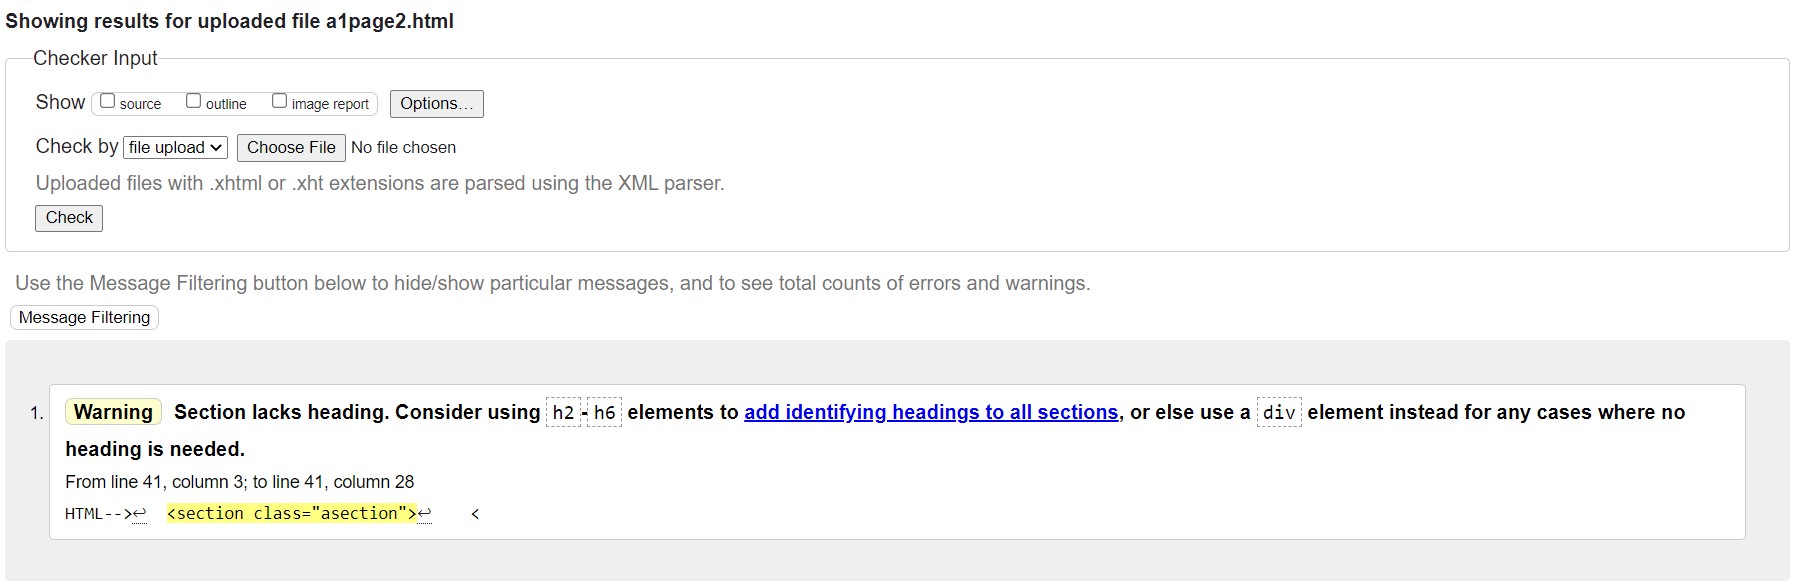 Showing results for uploaded file a1page2.html
Checker Input
Show source outline image report Options...
Check by file upload Choose File No file chosen
Uploaded files with .xhtml or .xht extensions are parsed using the XML parser.
Check
Use the Message Filtering button below to hide/show particular messages, and to see total counts of errors and warnings.
Message Filtering
1. Warning Section lacks heading. Consider using h2-h6 elements to add identifying headings to all sections, or else use a div element instead for any cases where no
heading is needed.
From line 41, column 3; to line 41, column 28
HTML-->↩ <section class="asection">↩ <